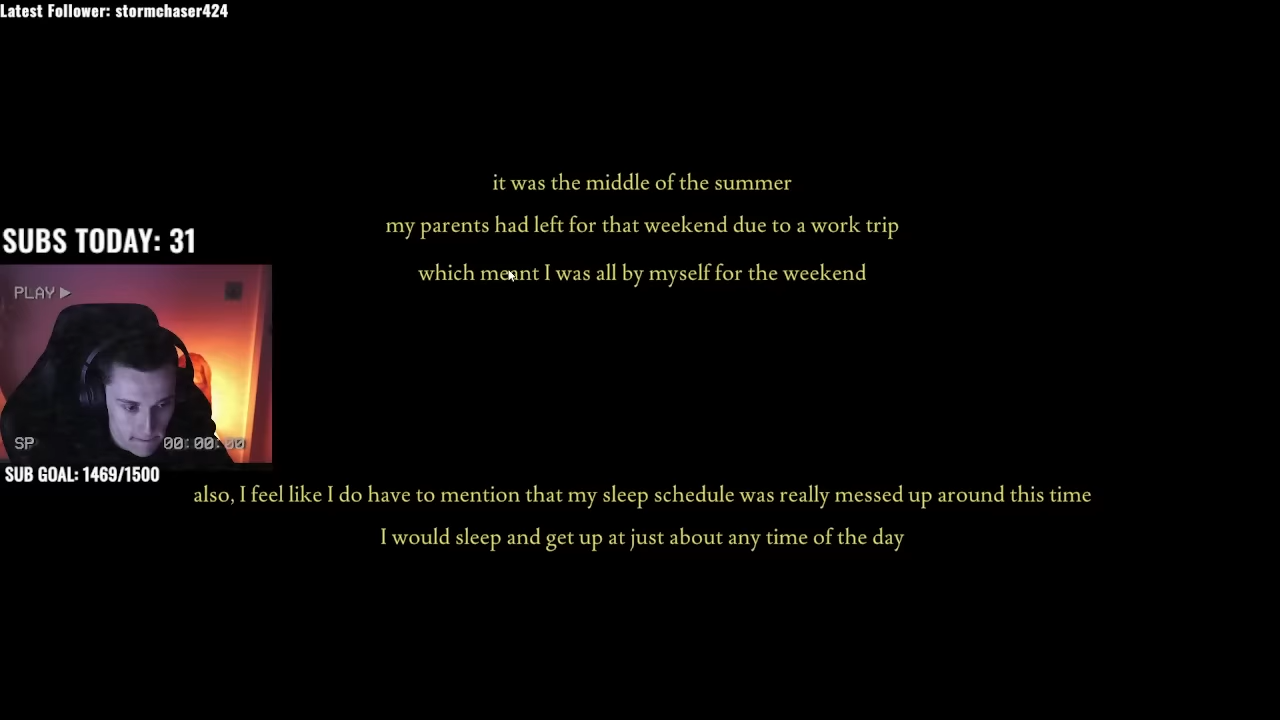 Latest Follower: stormchaser424
it was the middle of the summer
my parents had left for that weekend due to a work trip
which meant I was all by myself for the weekend
SUBS TODAY: 31
PLAY ▶
SP
00:00:00
SUB GOAL: 1469/1500
also, I feel like I do have to mention that my sleep schedule was really messed up around this time
I would sleep and get up at just about any time of the day